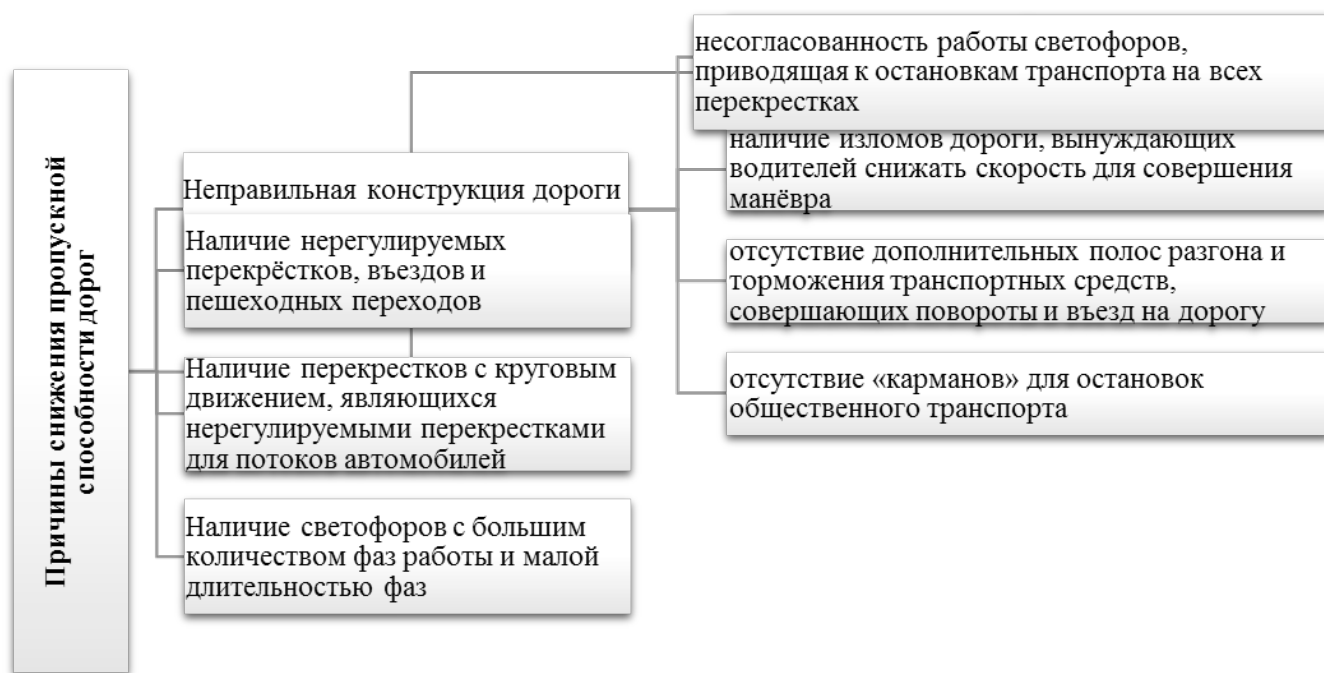 Причины снижения пропускной
способности дорог
Неправильная конструкция дороги
Наличие нерегулируемых
перекрёстков, въездов и
пешеходных переходов
Наличие перекрестков с круговым
движением, являющихся
нерегулируемыми перекрестками
для потоков автомобилей
Наличие светофоров с большим
количеством фаз работы и малой
длительностью фаз
несогласованность работы светофоров,
приводящая к остановкам транспорта на всех
перекрестках
наличие изломов дороги, вынуждающих
водителей снижать скорость для совершения
манёвра
отсутствие дополнительных полос разгона и
торможения транспортных средств,
совершающих повороты и въезд на дорогу
отсутствие «карманов» для остановок
общественного транспорта